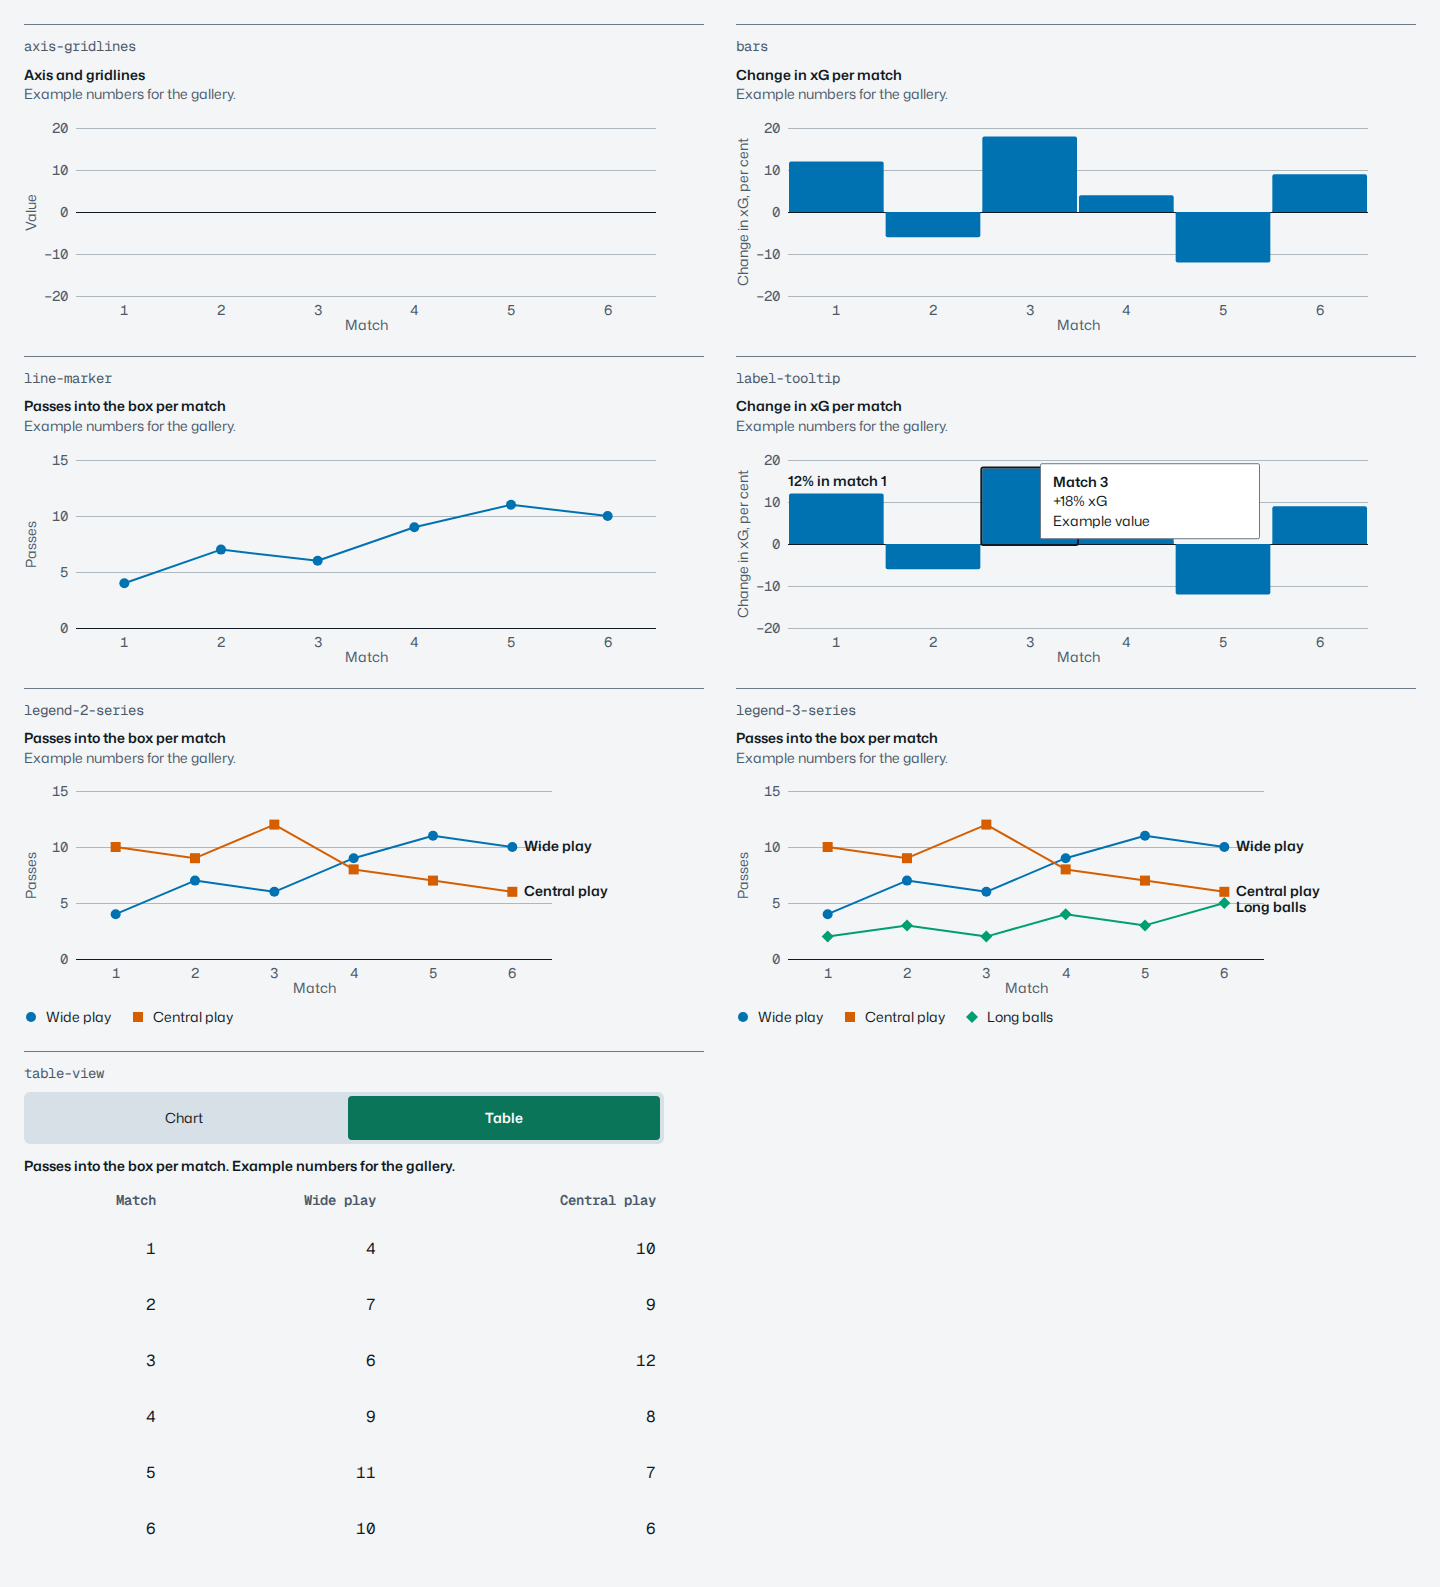 axis-gridlines
Axis and gridlines
Example numbers for the gallery.
20
10
0
−10
−20
Value
1 2 3 4 5 6
Match
bars
Change in xG per match
Example numbers for the gallery.
20
10
0
−10
−20
Change in xG, per cent
1 2 3 4 5 6
Match
line-marker
Passes into the box per match
Example numbers for the gallery.
15
10
5
0
Passes
1 2 3 4 5 6
Match
label-tooltip
Change in xG per match
Example numbers for the gallery.
20
10
0
−10
−20
Change in xG, per cent
12% in match 1
Match 3
+18% xG
Example value
1 2 3 4 5 6
Match
legend-2-series
Passes into the box per match
Example numbers for the gallery.
15
10
5
0
Passes
Wide play
Central play
1 2 3 4 5 6
Match
Wide play Central play
legend-3-series
Passes into the box per match
Example numbers for the gallery.
15
10
5
0
Passes
Wide play
Central play
Long balls
1 2 3 4 5 6
Match
Wide play Central play Long balls
table-view
Chart Table
Passes into the box per match. Example numbers for the gallery.
Match Wide play Central play
1 4 10
2 7 9
3 6 12
4 9 8
5 11 7
6 10 6